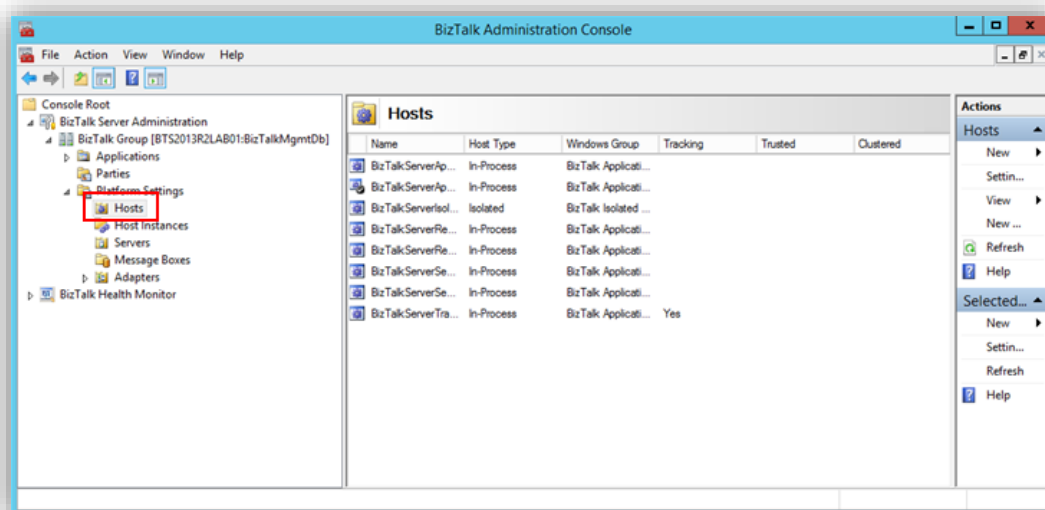 BizTalk Administration Console
File Action View Window Help
Console Root
BizTalk Server Administration
BizTalk Group [BTS2013R2LAB01:BizTalkMgmtDb]
Applications
Parties
Platform Settings
Hosts
Host Instances
Servers
Message Boxes
Adapters
BizTalk Health Monitor
Hosts
Name Host Type Windows Group Tracking Trusted Clustered
BizTalkServerAp... In-Process BizTalk Applicati...
BizTalkServerAp... In-Process BizTalk Applicati...
BizTalkServerIsol... Isolated BizTalk Isolated ...
BizTalkServerRe... In-Process BizTalk Applicati...
BizTalkServerRe... In-Process BizTalk Applicati...
BizTalkServerSe... In-Process BizTalk Applicati...
BizTalkServerSe... In-Process BizTalk Applicati...
BizTalkServerTra... In-Process BizTalk Applicati... Yes
Actions
Hosts
New
Settin...
View
New ...
Refresh
Help
Selected...
New
Settin...
Refresh
Help